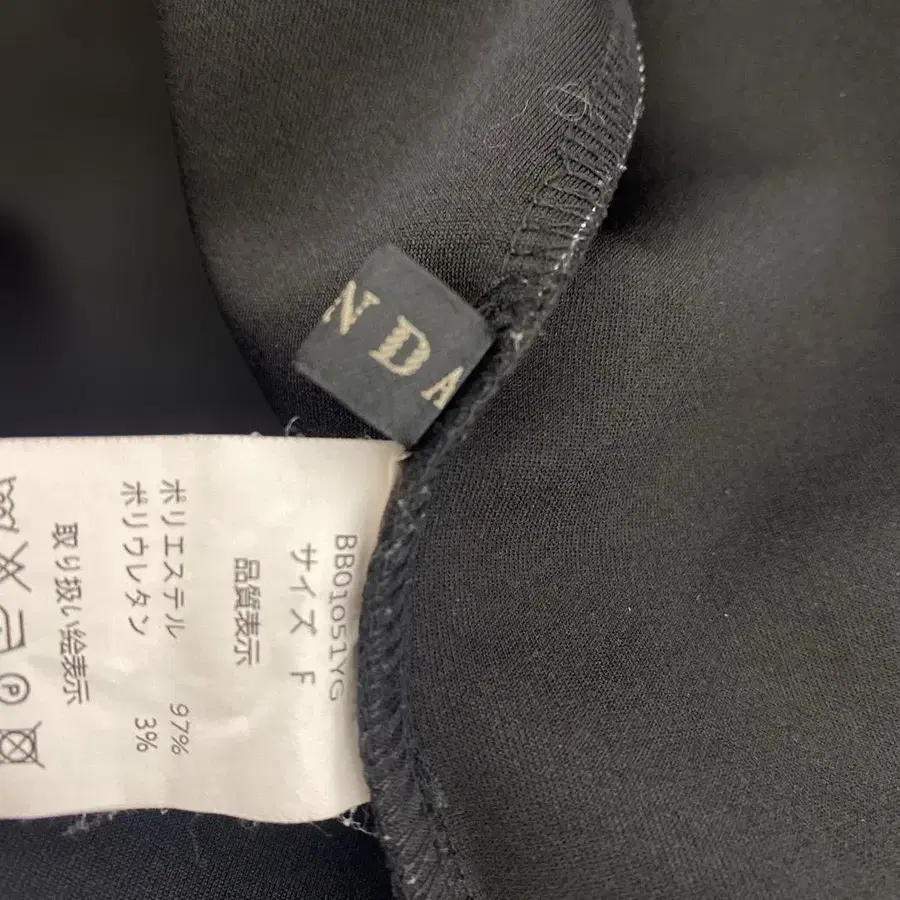 NDA
BB01051YG
サイズ F
品質表示
ポリエステル 97%
ポリウレタン 3%
取り扱い絵表示
P